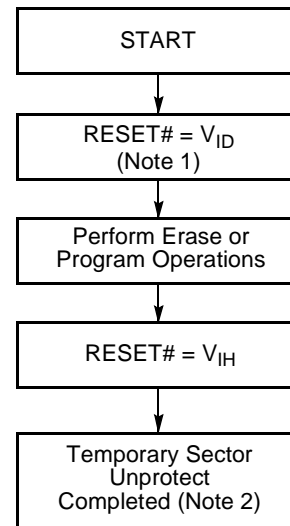 START
RESET# = VID
(Note 1)
Perform Erase or
Program Operations
RESET# = VIH
Temporary Sector
Unprotect
Completed (Note 2)